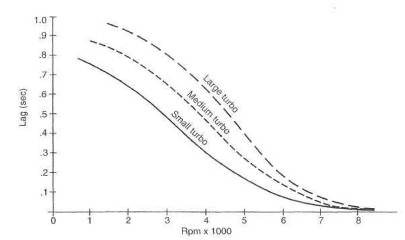 1.0
.9
.8
.7
.6
.5
.4
.3
.2
.1
Lag (sec)
Large turbo
Medium turbo
Small turbo
0 1 2 3 4 5 6 7 8
Rpm x 1000